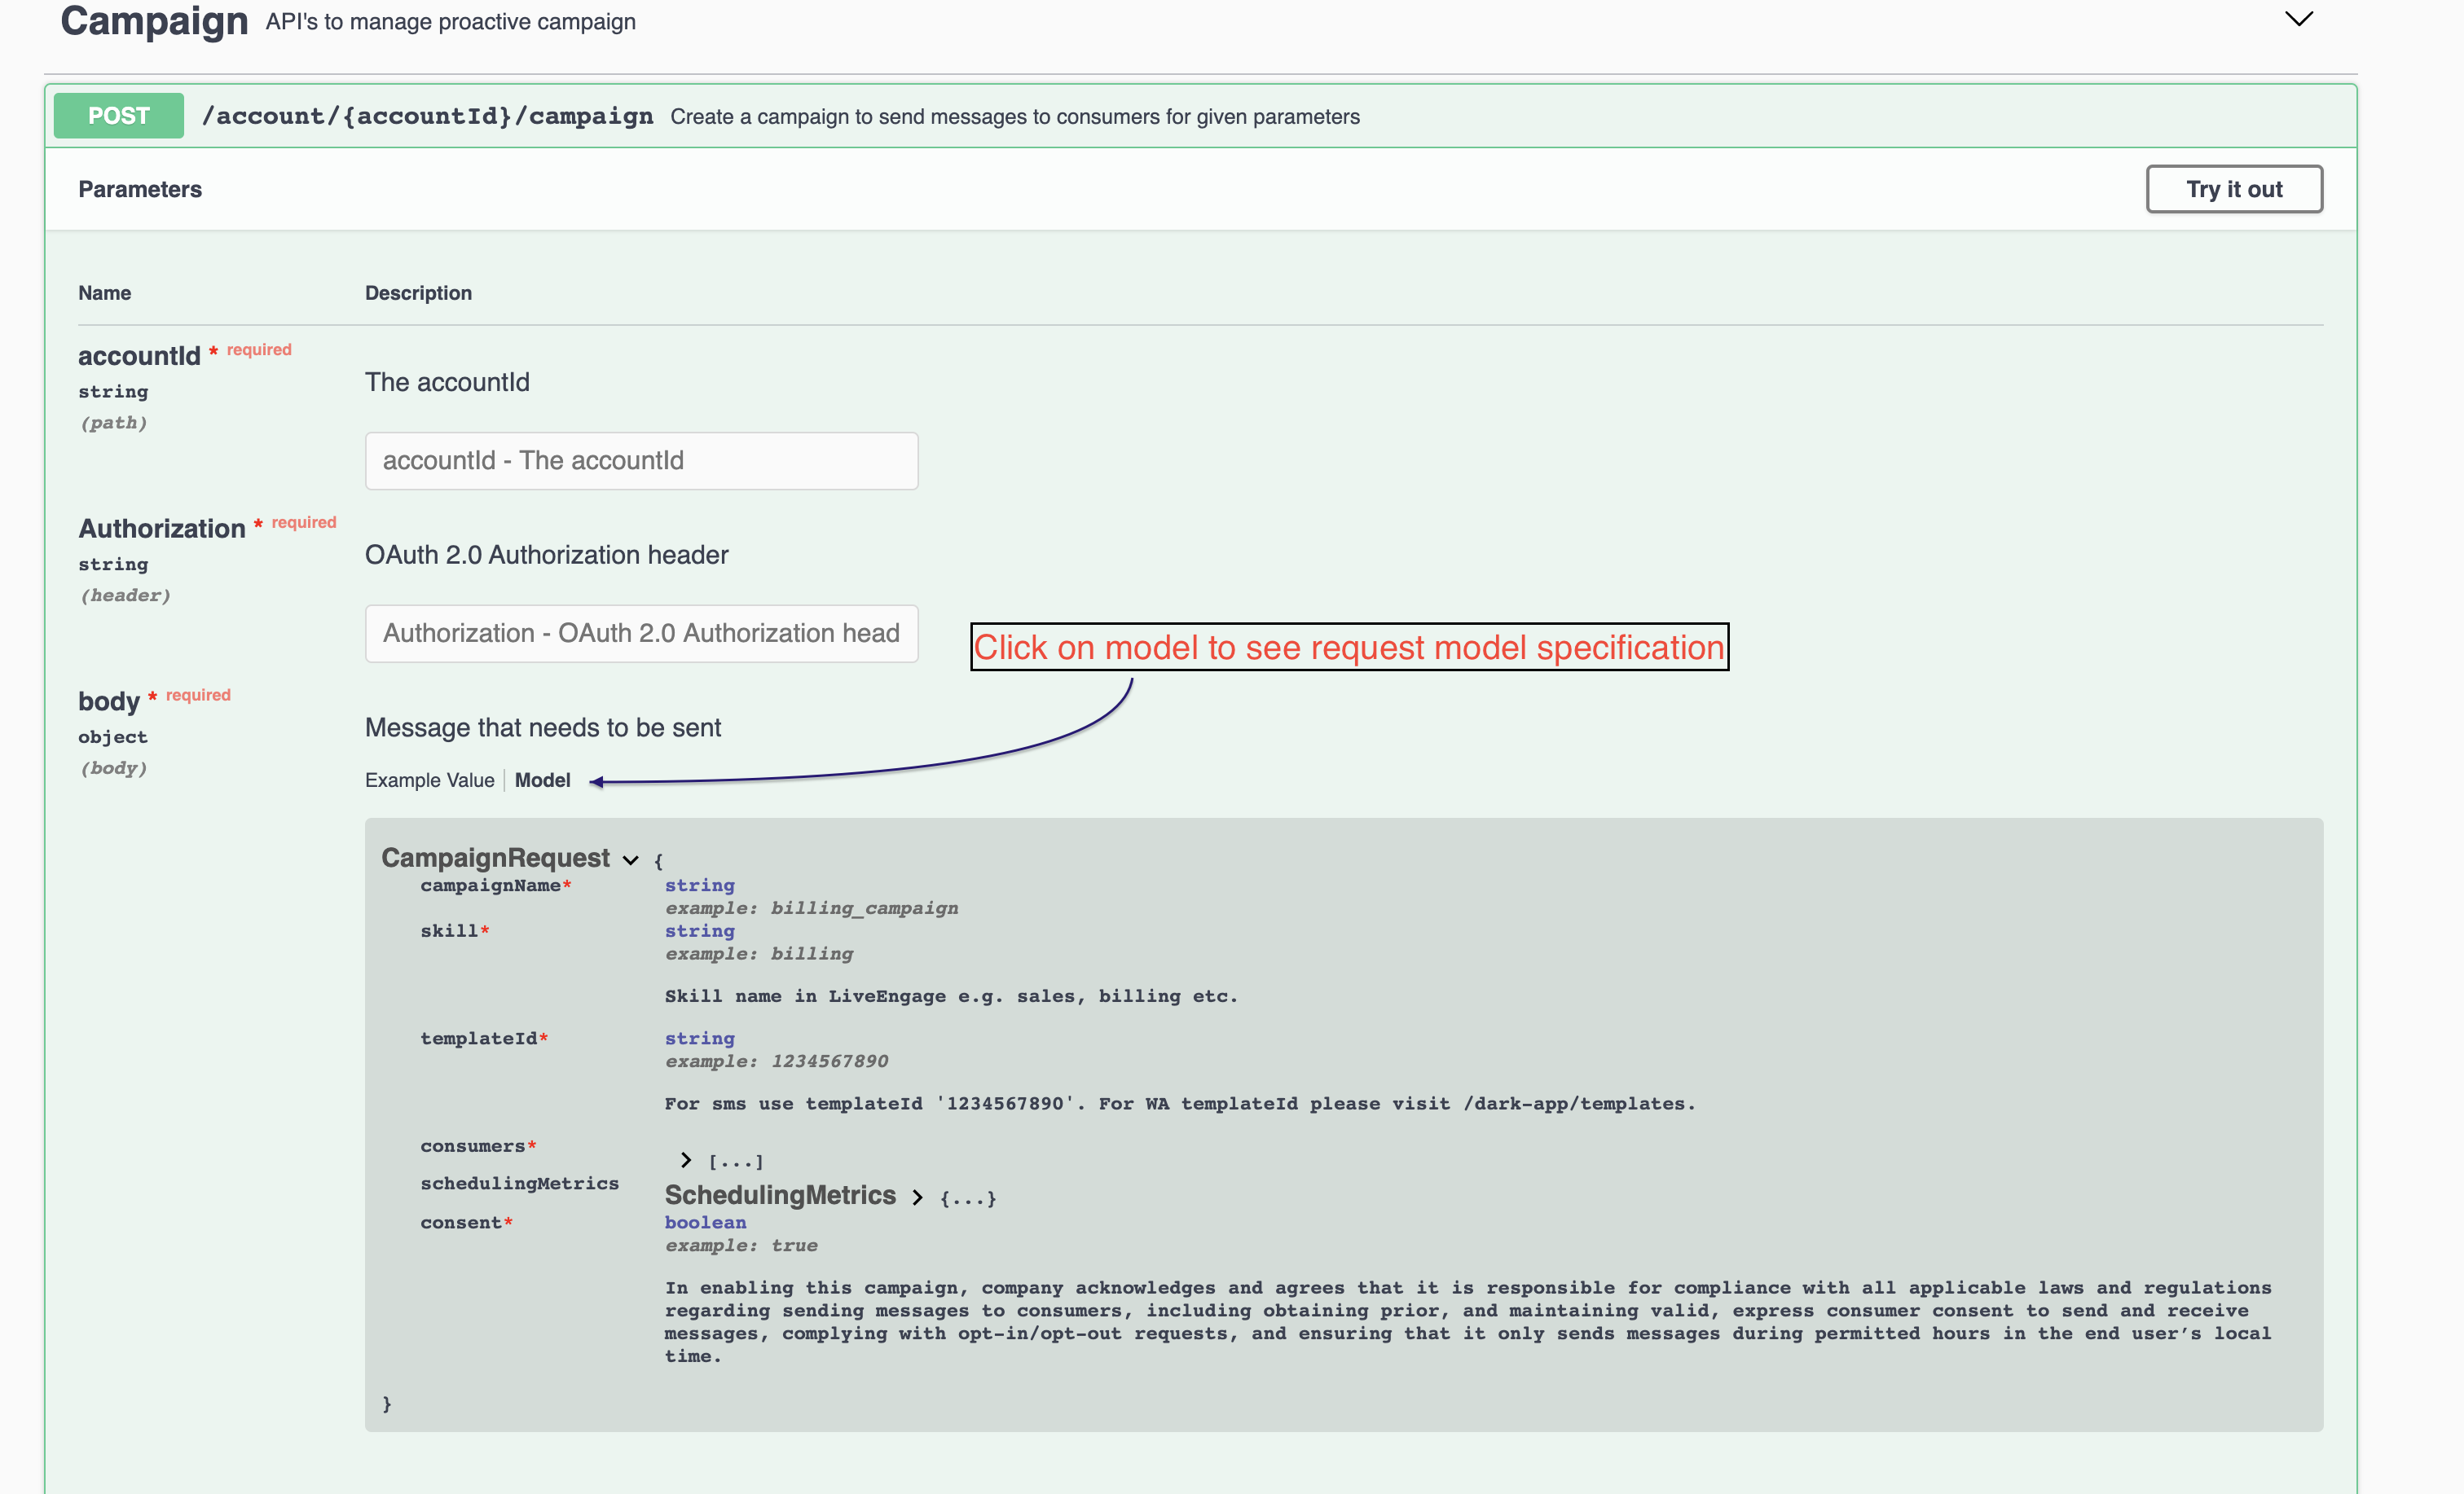 Campaign API's to manage proactive campaign
POST /account/{accountId}/campaign Create a campaign to send messages to consumers for given parameters
Parameters
Try it out
Name Description
accountId * required
string
(path)
The accountId
accountId - The accountId
Authorization * required
string
(header)
OAuth 2.0 Authorization header
Authorization - OAuth 2.0 Authorization head
Click on model to see request model specification
body * required
object
(body)
Message that needs to be sent
Example Value Model
CampaignRequest {
campaignName* string
example: billing_campaign
skill* string
example: billing
Skill name in LiveEngage e.g. sales, billing etc.
templateId* string
example: 1234567890
For sms use templateId '1234567890'. For WA templateId please visit /dark-app/templates.
consumers* [...]
schedulingMetrics SchedulingMetrics {...}
consent* boolean
example: true
In enabling this campaign, company acknowledges and agrees that it is responsible for compliance with all applicable laws and regulations
regarding sending messages to consumers, including obtaining prior, and maintaining valid, express consumer consent to send and receive
messages, complying with opt-in/opt-out requests, and ensuring that it only sends messages during permitted hours in the end user’s local
time.
}